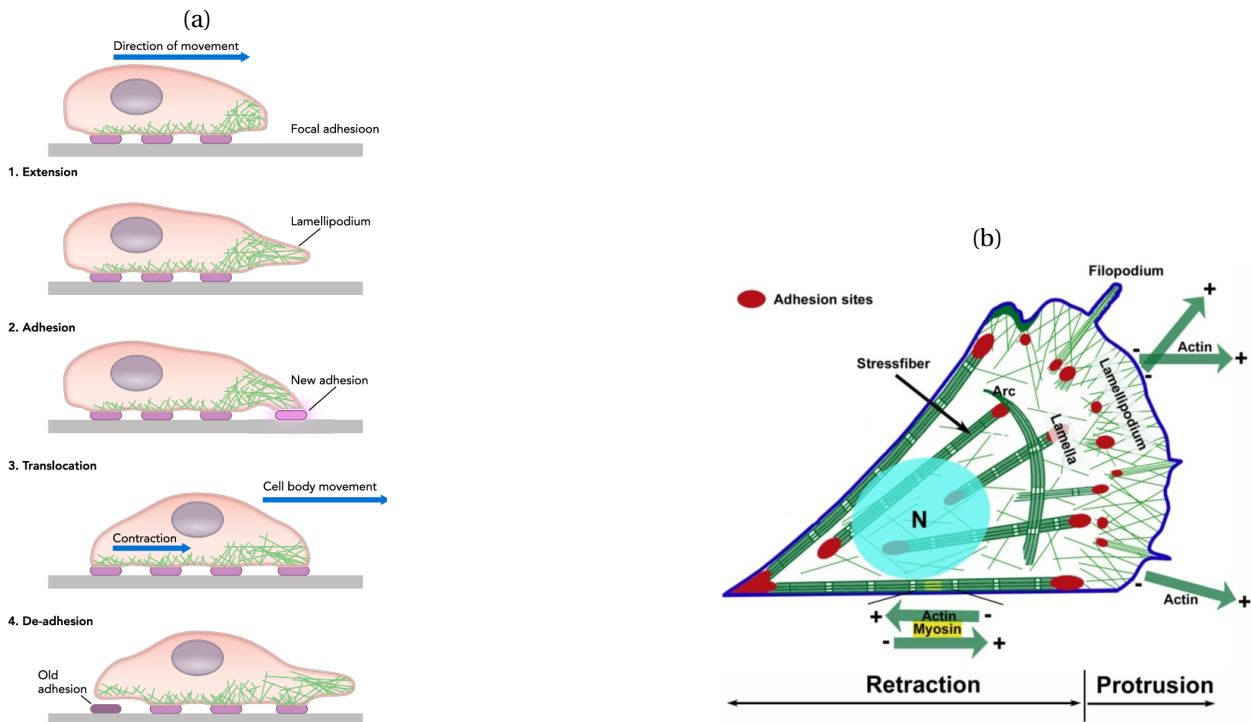 (a)
Direction of movement
Focal adhesioon
1. Extension
Lamellipodium
2. Adhesion
New adhesion
3. Translocation
Cell body movement
Contraction
4. De-adhesion
Old
adhesion
(b)
Filopodium
Adhesion sites
+
-
Actin
+
-
Stressfiber
Arc
Lamella
Lamellipodium
N
-
Actin
+
+
Actin
-
-
Myosin
+
Retraction
Protrusion